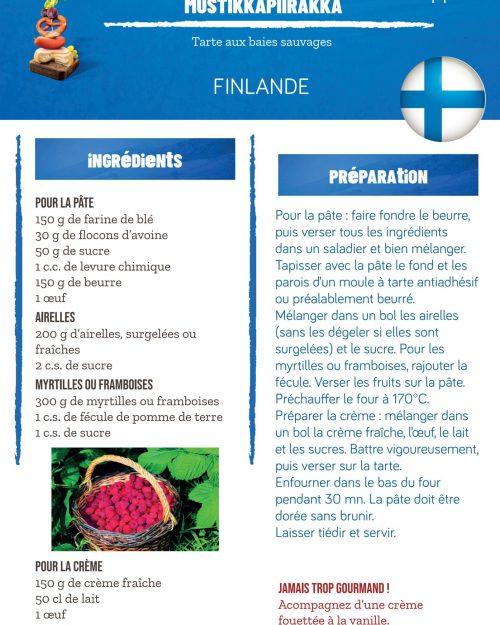 MUSTIKKAPIIRAKKA
Tarte aux baies sauvages
FINLANDE
INGRÉDIENTS
POUR LA PÂTE
150 g de farine de blé
30 g de flocons d'avoine
50 g de sucre
1 c.c. de levure chimique
150 g de beurre
1 œuf
AIRELLES
200 g d'airelles, surgelées ou
fraîches
2 c.s. de sucre
MYRTILLES OU FRAMBOISES
300 g de myrtilles ou framboises
1 c.s. de fécule de pomme de terre
1 c.s. de sucre
POUR LA CRÈME
150 g de crème fraîche
50 cl de lait
1 œuf
PRÉPARATION
Pour la pâte : faire fondre le beurre,
puis verser tous les ingrédients
dans un saladier et bien mélanger.
Tapisser avec la pâte le fond et les
parois d'un moule à tarte antiadhésif
ou préalablement beurré.
Mélanger dans un bol les airelles
(sans les dégeler si elles sont
surgelées) et le sucre. Pour les
myrtilles ou framboises, rajouter la
fécule. Verser les fruits sur la pâte.
Préchauffer le four à 170°C.
Préparer la crème : mélanger dans
un bol la crème fraîche, l'œuf, le lait
et les sucres. Battre vigoureusement,
puis verser sur la tarte.
Enfourner dans le bas du four
pendant 30 mn. La pâte doit être
dorée sans brunir.
Laisser tiédir et servir.
JAMAIS TROP GOURMAND !
Acompagnez d'une crème
fouettée à la vanille.